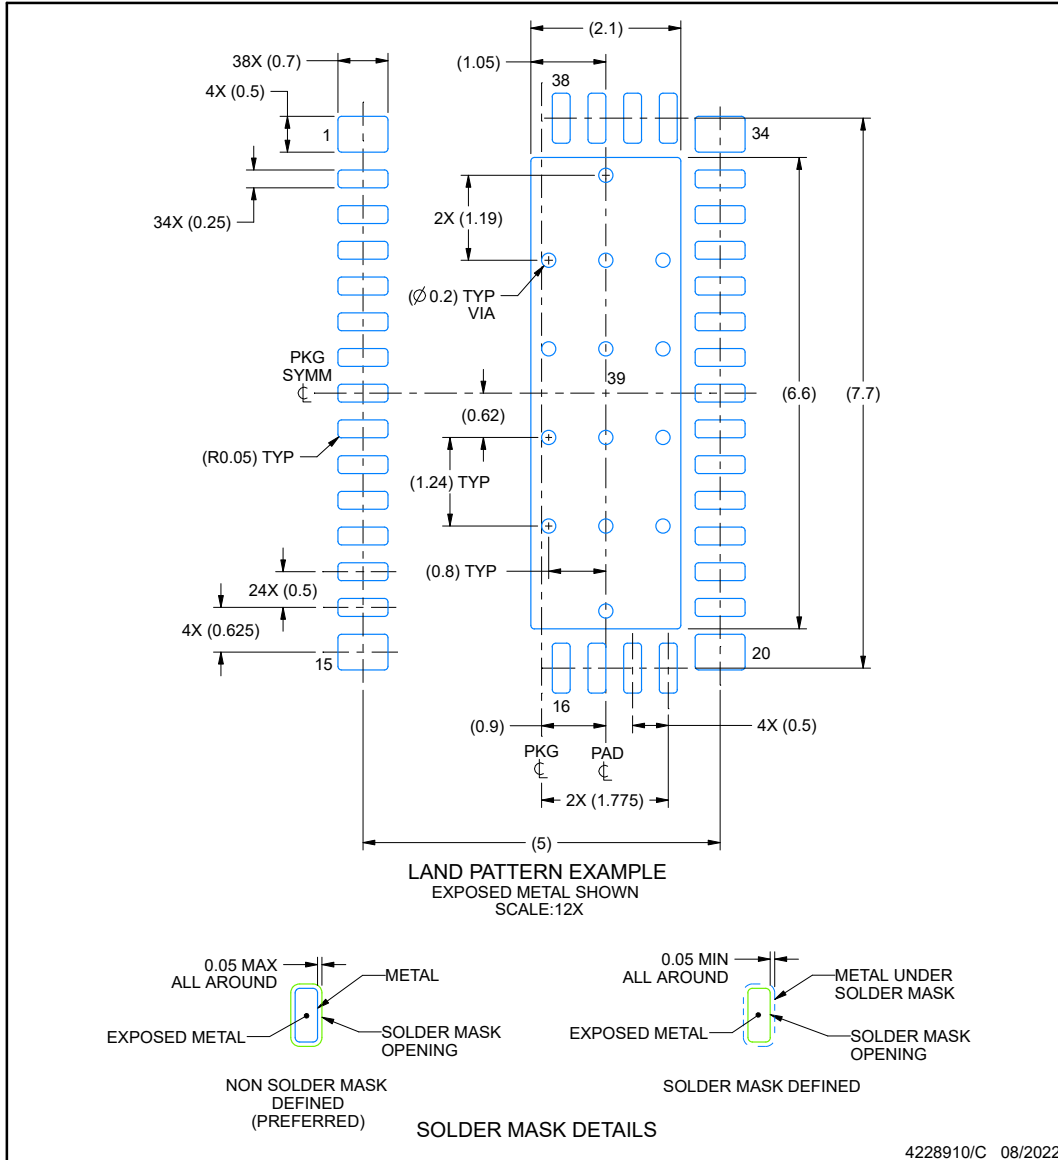 (2.1)
38X (0.7)
(1.05)
4X (0.5)
38
1
34
34X (0.25)
2X (1.19)
(Ø 0.2) TYP
VIA
PKG
SYMM
℄
39
(0.62)
(6.6)
(7.7)
(R0.05) TYP
(1.24) TYP
(0.8) TYP
24X (0.5)
4X (0.625)
15
20
16
(0.9)
4X (0.5)
PKG
℄
PAD
℄
2X (1.775)
(5)
LAND PATTERN EXAMPLE
EXPOSED METAL SHOWN
SCALE:12X
0.05 MAX
ALL AROUND
METAL
EXPOSED METAL
SOLDER MASK
OPENING
NON SOLDER MASK
DEFINED
(PREFERRED)
0.05 MIN
ALL AROUND
METAL UNDER
SOLDER MASK
EXPOSED METAL
SOLDER MASK
OPENING
SOLDER MASK DEFINED
SOLDER MASK DETAILS
4228910/C 08/2022